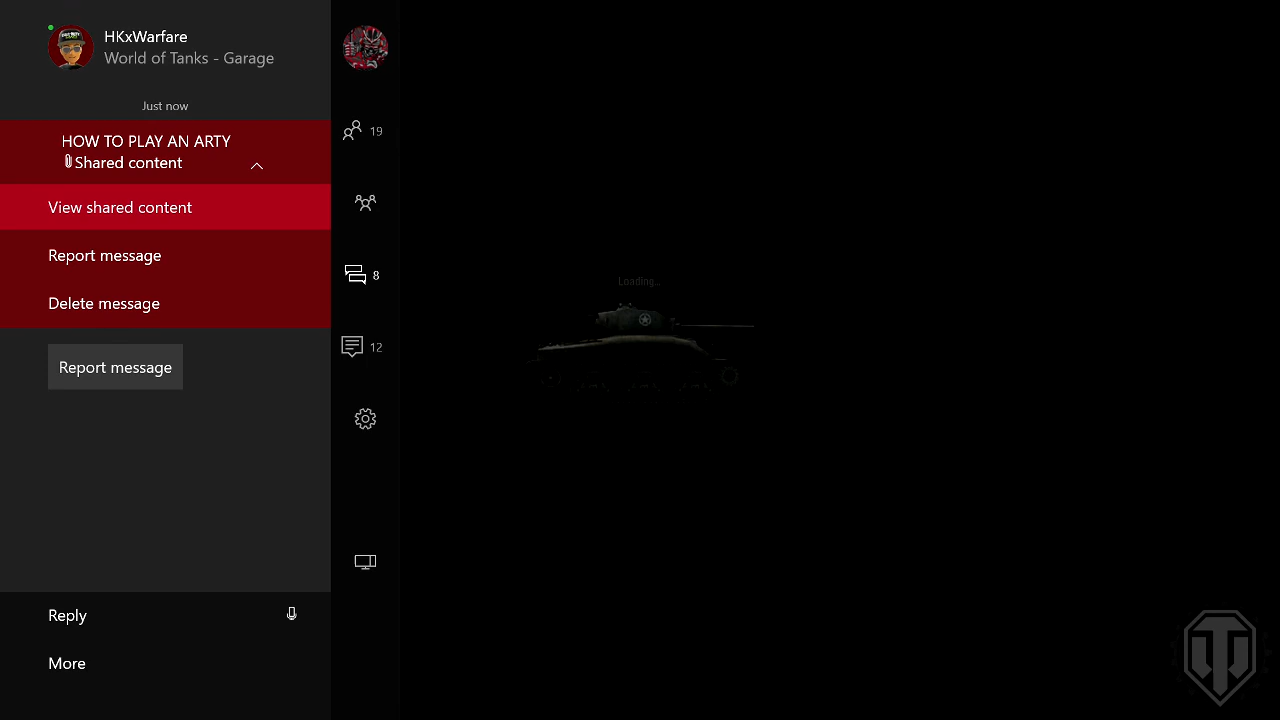 HKxWarfare
World of Tanks - Garage
Just now
HOW TO PLAY AN ARTY
Shared content
View shared content
Report message
Delete message
Report message
Reply
More
19
8
12
Loading...